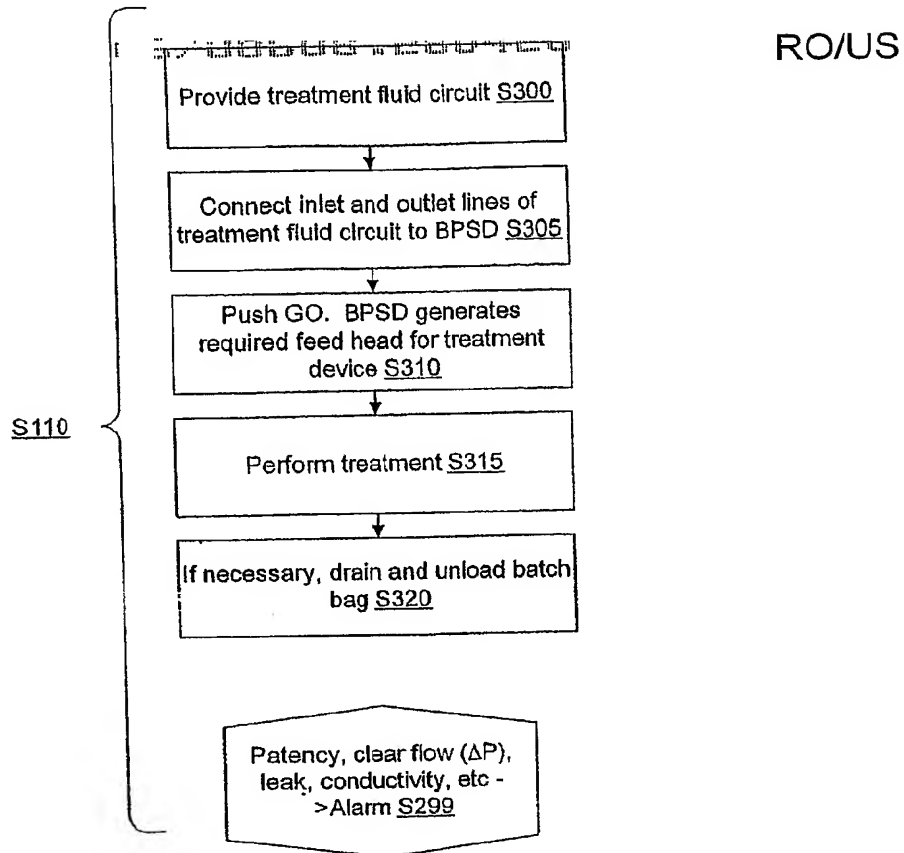 RO/US
Provide treatment fluid circuit S300
Connect inlet and outlet lines of
treatment fluid circuit to BPSD S305
Push GO. BPSD generates
required feed head for treatment
device S310
S110
Perform treatment S315
If necessary, drain and unload batch
bag S320
Patency, clear flow (ΔP),
leak, conductivity, etc -
>Alarm S299